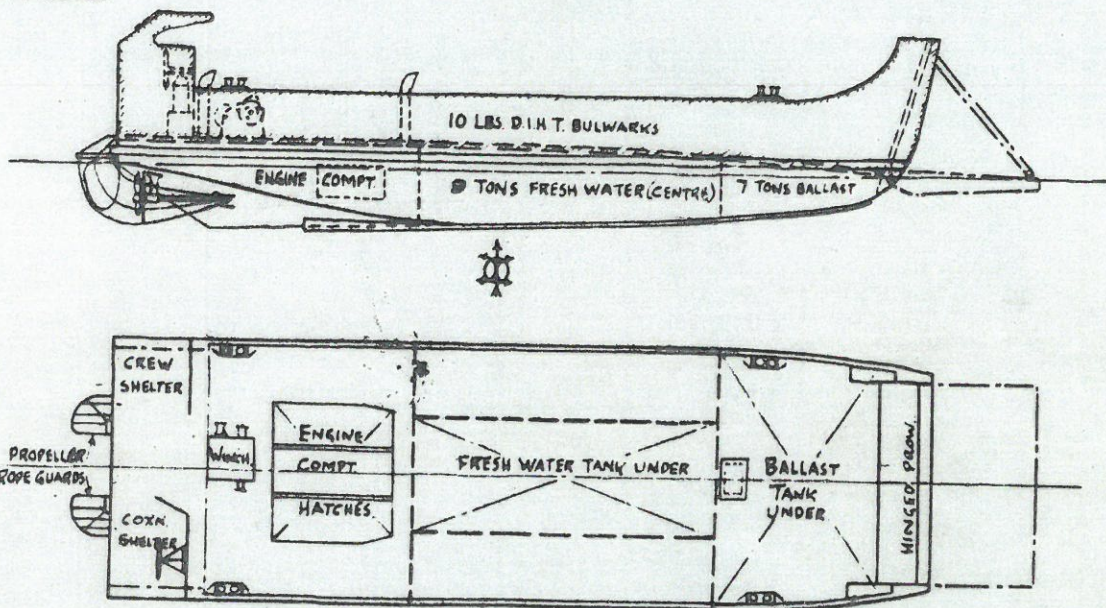 10 LBS. D.I.H.T. BULWARKS
ENGINE COMPT.
TONS FRESH WATER (CENTRE)
7 TONS BALLAST
CREW
SHELTER
PROPELLER
ROPE GUARDS
WINCH
ENGINE
COMPT.
HATCHES
FRESH WATER TANK UNDER
BALLAST
TANK
UNDER
HINGED PROW.
COXN.
SHELTER